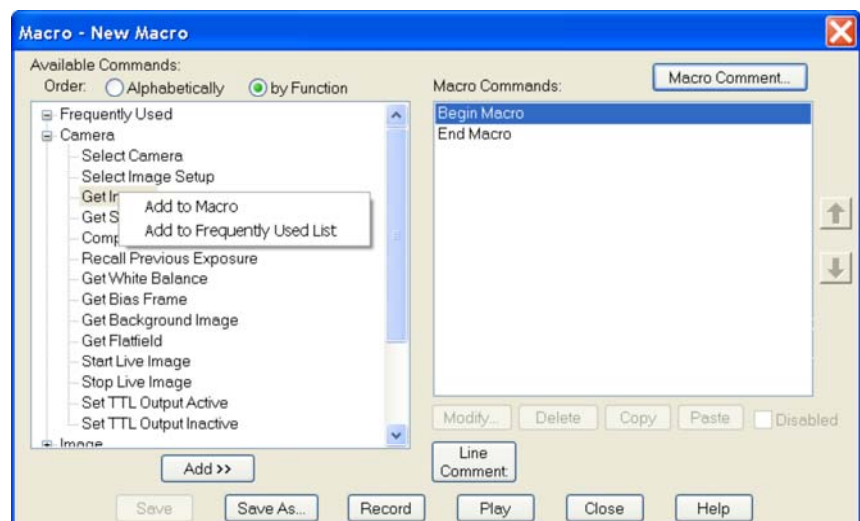 Macro - New Macro
Available Commands:
Order: Alphabetically by Function
Macro Commands:
Macro Comment...
Frequently Used
Camera
Select Camera
Select Image Setup
Get
Get
Recall Previous Exposure
Get White Balance
Get Bias Frame
Get Background Image
Get Flatfield
Start Live Image
Stop Live Image
Set TTL Output Active
Set TTL Output Inactive
Image
Add to Macro
Add to Frequently Used List
Begin Macro
End Macro
Modify... Delete Copy Paste Disabled
Add >>
Line
Comment:
Save Save As... Record Play Close Help